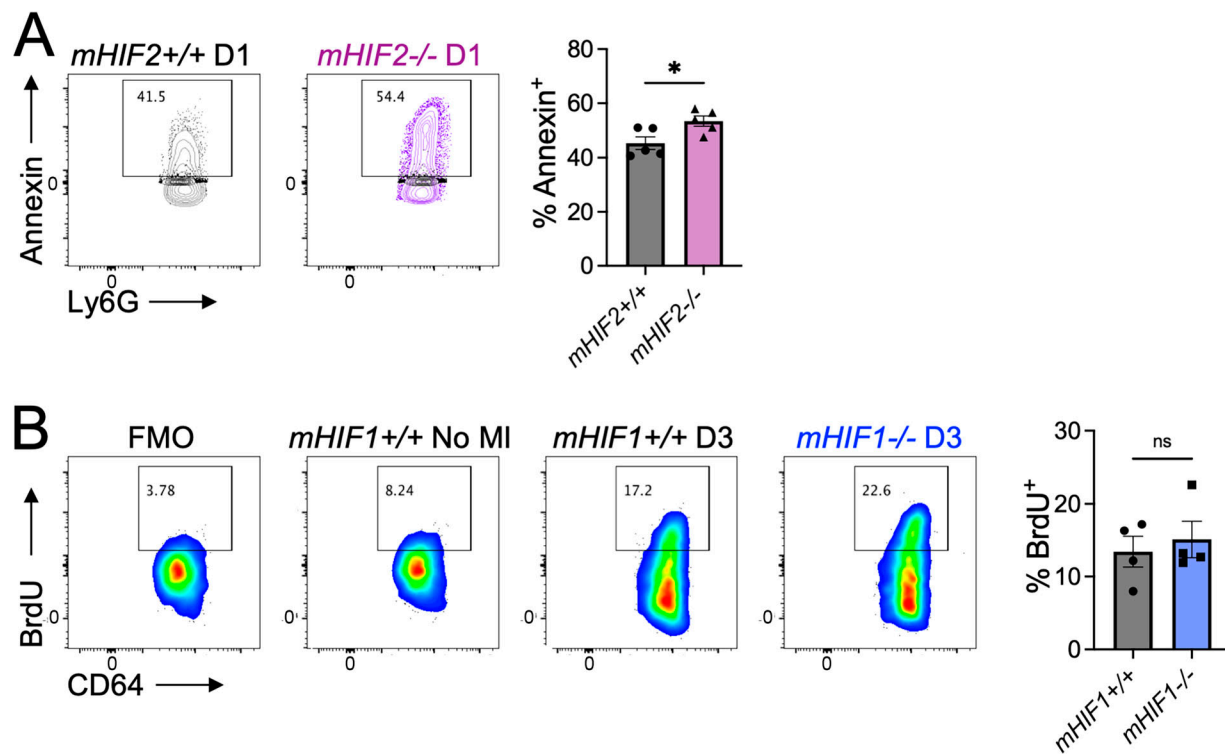 A
mHIF2+/+ D1
mHIF2-/- D1
41.5
54.4
Annexin
0
0
0
0
Ly6G
% Annexin+
80
60
40
20
0
*
mHIF2+/+
mHIF2-/-
B
FMO
mHIF1+/+ No MI
mHIF1+/+ D3
mHIF1-/- D3
3.78
8.24
17.2
22.6
BrdU
0
0
0
0
0
0
0
0
CD64
% BrdU+
30
20
10
0
ns
mHIF1+/+
mHIF1-/-